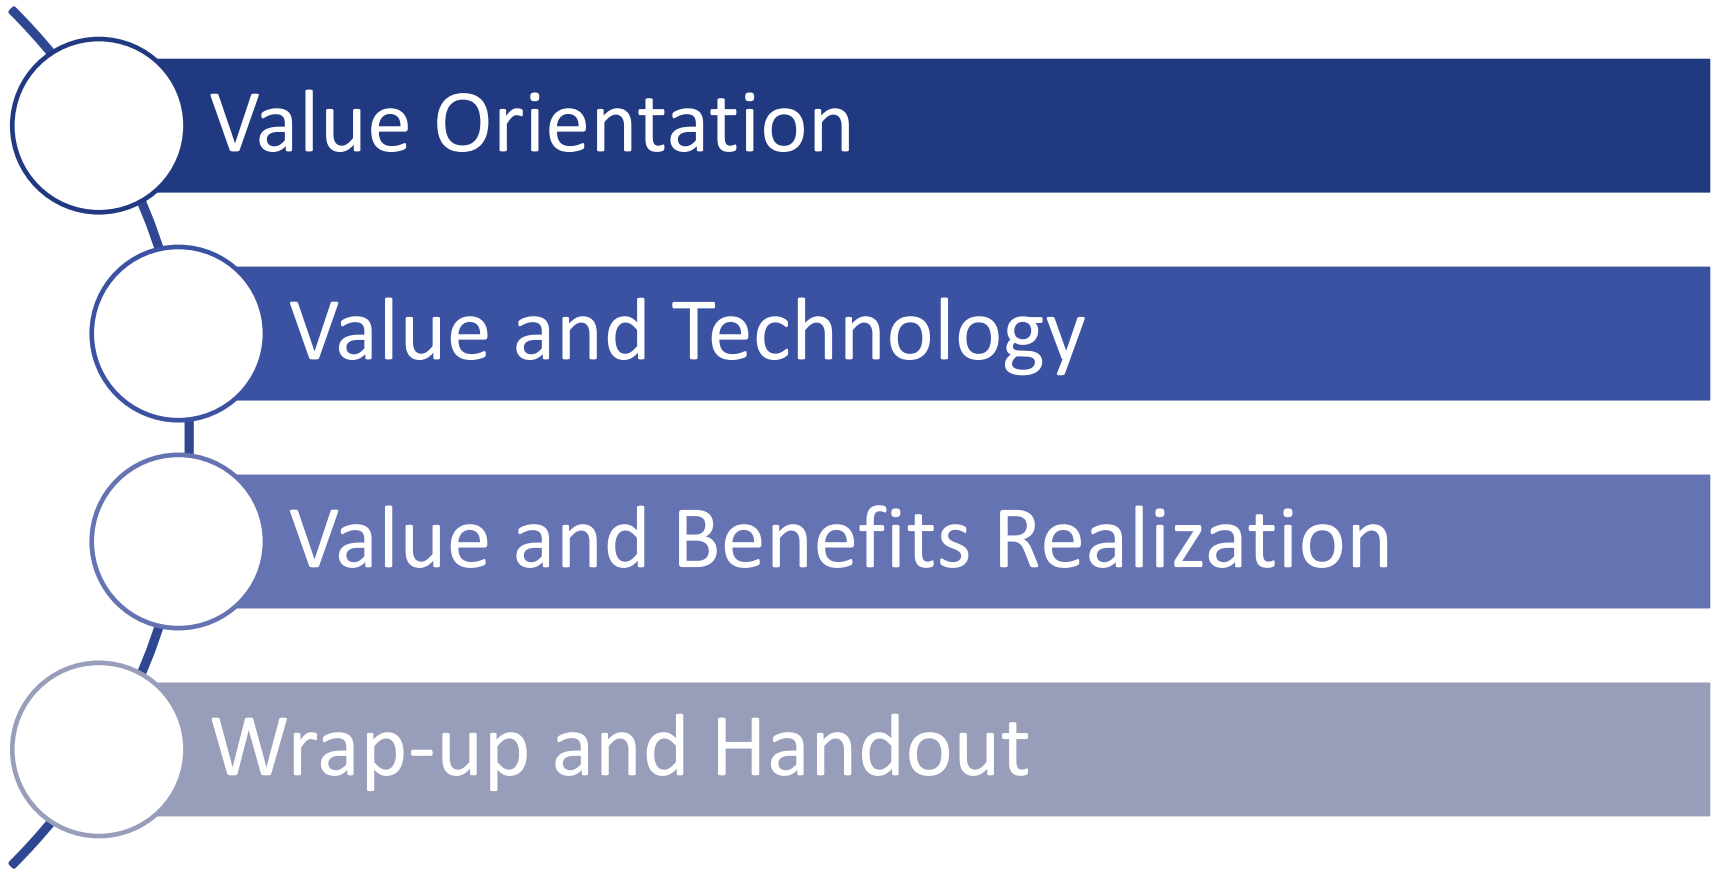 Value Orientation
Value and Technology
Value and Benefits Realization
Wrap-up and Handout